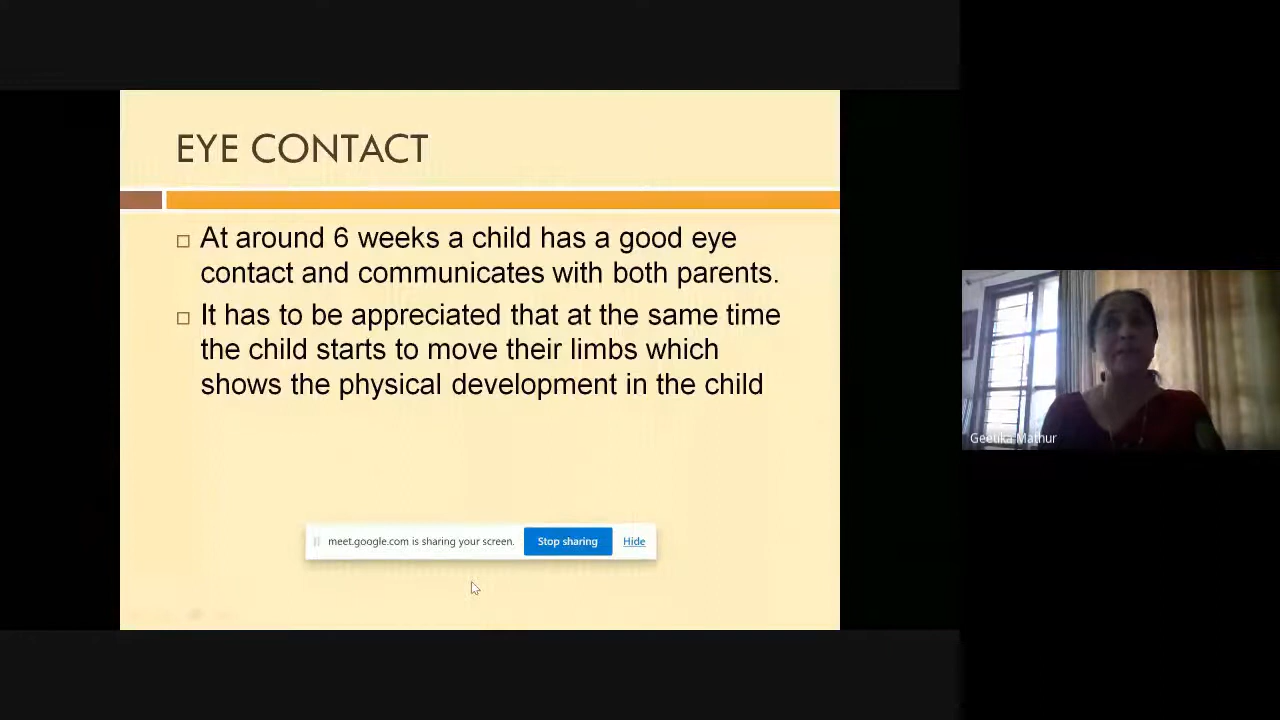 EYE CONTACT
At around 6 weeks a child has a good eye
contact and communicates with both parents.
It has to be appreciated that at the same time
the child starts to move their limbs which
shows the physical development in the child
meet.google.com is sharing your screen. Stop sharing Hide
Geetika Mathur